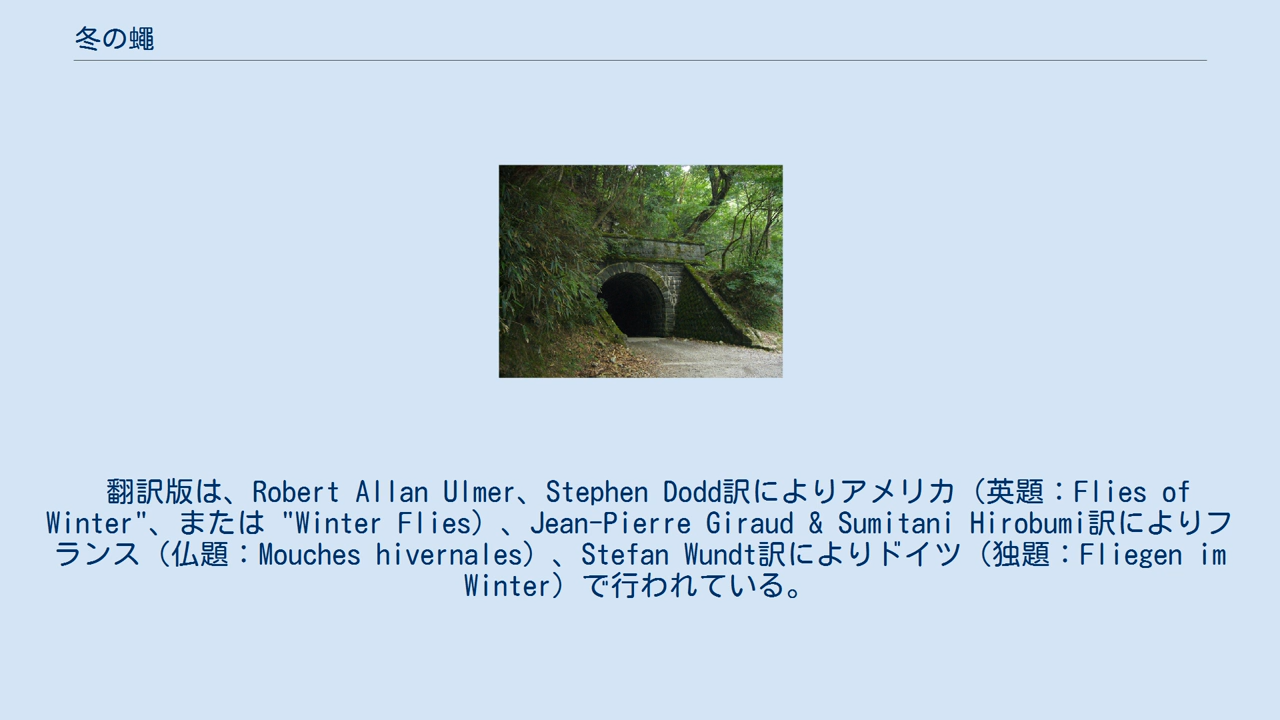 冬の蠅
翻訳版は、Robert Allan Ulmer、Stephen Dodd訳によりアメリカ（英題：Flies of
Winter"、または "Winter Flies）、Jean-Pierre Giraud & Sumitani Hirobumi訳によりフ
ランス（仏題：Mouches hivernales）、Stefan Wundt訳によりドイツ（独題：Fliegen im
Winter）で行われている。